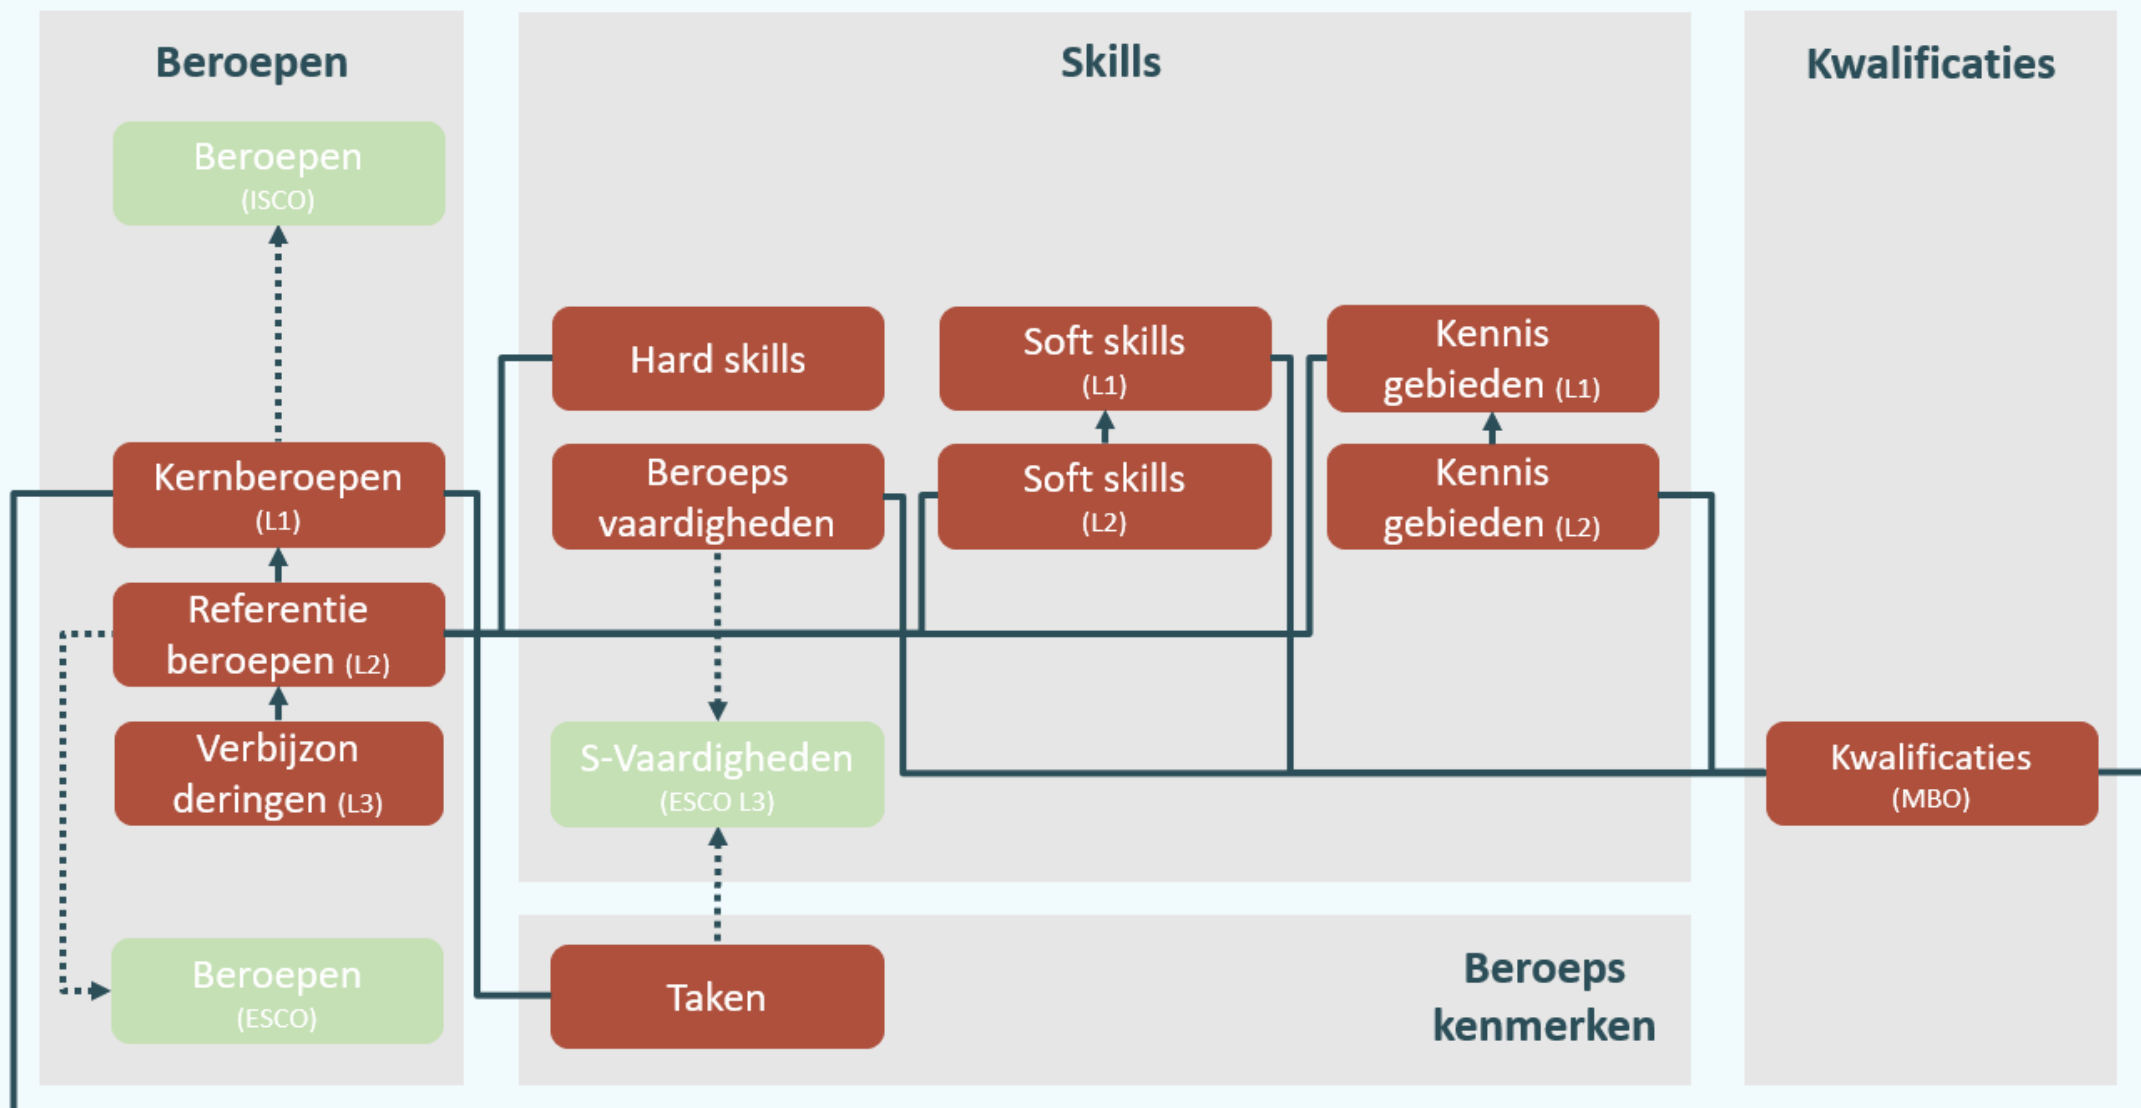 Beroepen
Beroepen
(ISCO)
Kernberoepen
(L1)
Referentie
beroepen (L2)
Verbijzon
deringen (L3)
Beroepen
(ESCO)
Skills
Hard skills
Beroeps
vaardigheden
S-Vaardigheden
(ESCO L3)
Soft skills
(L1)
Soft skills
(L2)
Kennis
gebieden (L1)
Kennis
gebieden (L2)
Taken
Beroeps
kenmerken
Kwalificaties
Kwalificaties
(MBO)